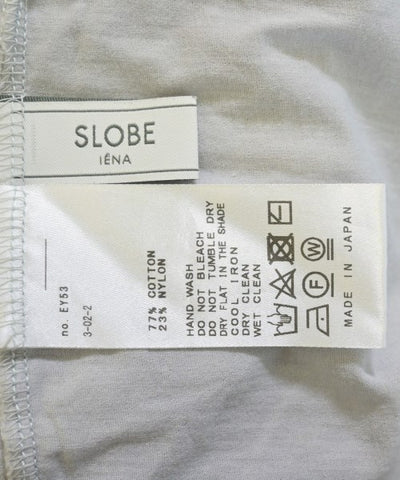 SLOBE
IĒNA
no. EY53
3-02-2
77% COTTON
23% NYLON
HAND WASH
DO NOT BLEACH
DO NOT TUMBLE DRY
DRY FLAT IN THE SHADE
COOL IRON
DRY CLEAN
WET CLEAN
F
W
MADE IN JAPAN